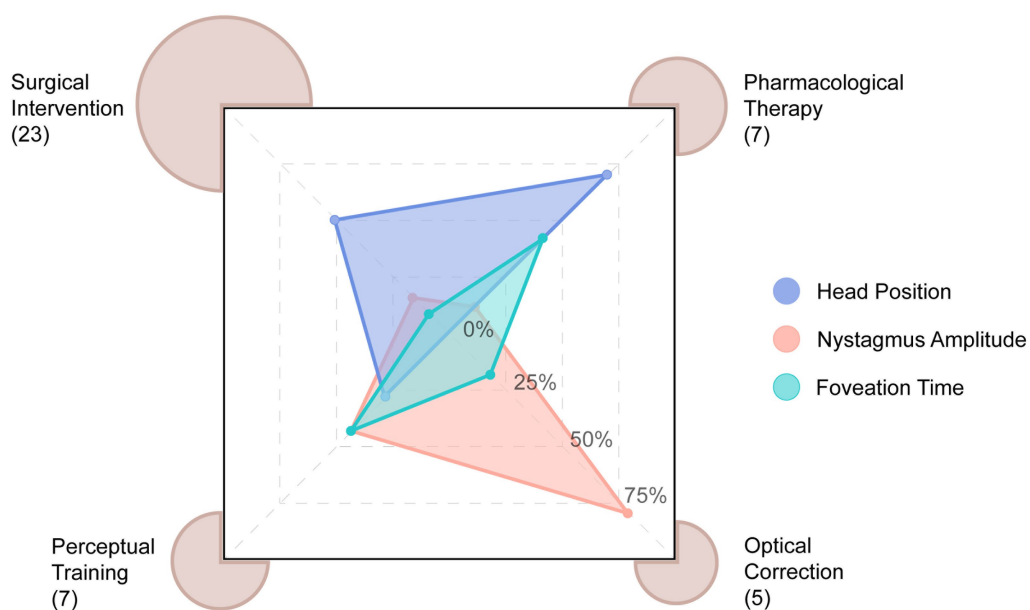 Surgical
Intervention
(23)
Pharmacological
Therapy
(7)
Head Position
Nystagmus Amplitude
Foveation Time
0%
25%
50%
75%
Perceptual
Training
(7)
Optical
Correction
(5)